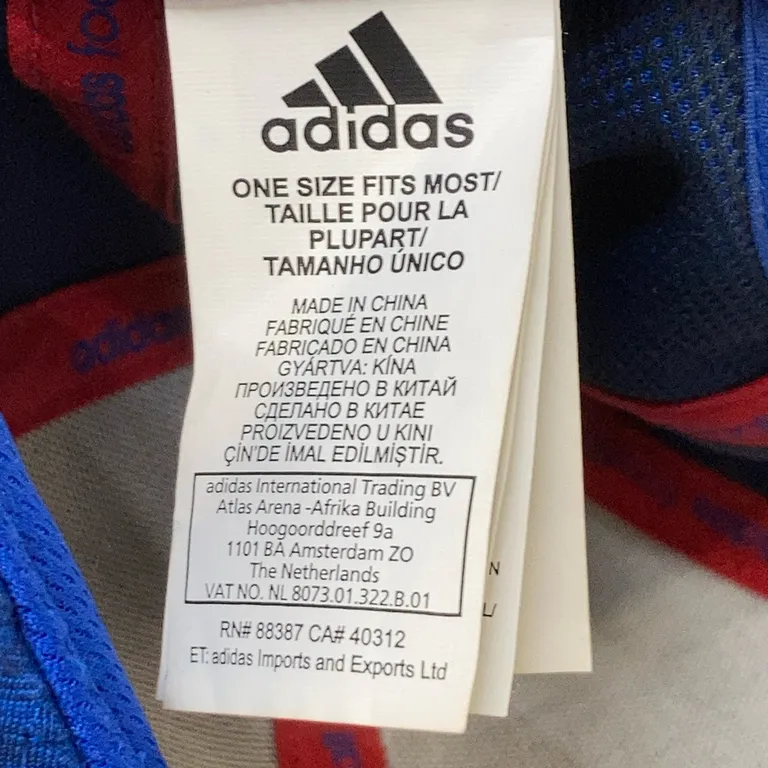 adidas
ONE SIZE FITS MOST/
TAILLE POUR LA
PLUPART/
TAMANHO ÚNICO
MADE IN CHINA
FABRIQUÉ EN CHINE
FABRICADO EN CHINA
GYÁRTVA: KÍNA
ПРОИЗВЕДЕНО В КИТАЙ
СДЕЛАНО В КИТАЕ
PROIZVEDENO U KINI
ÇİN'DE İMAL EDİLMİŞTİR.
adidas International Trading BV
Atlas Arena -Afrika Building
Hoogoorddreef 9a
1101 BA Amsterdam ZO
The Netherlands
VAT NO. NL 8073.01.322.B.01
RN# 88387 CA# 40312
ET: adidas Imports and Exports Ltd
N
L/
adidas